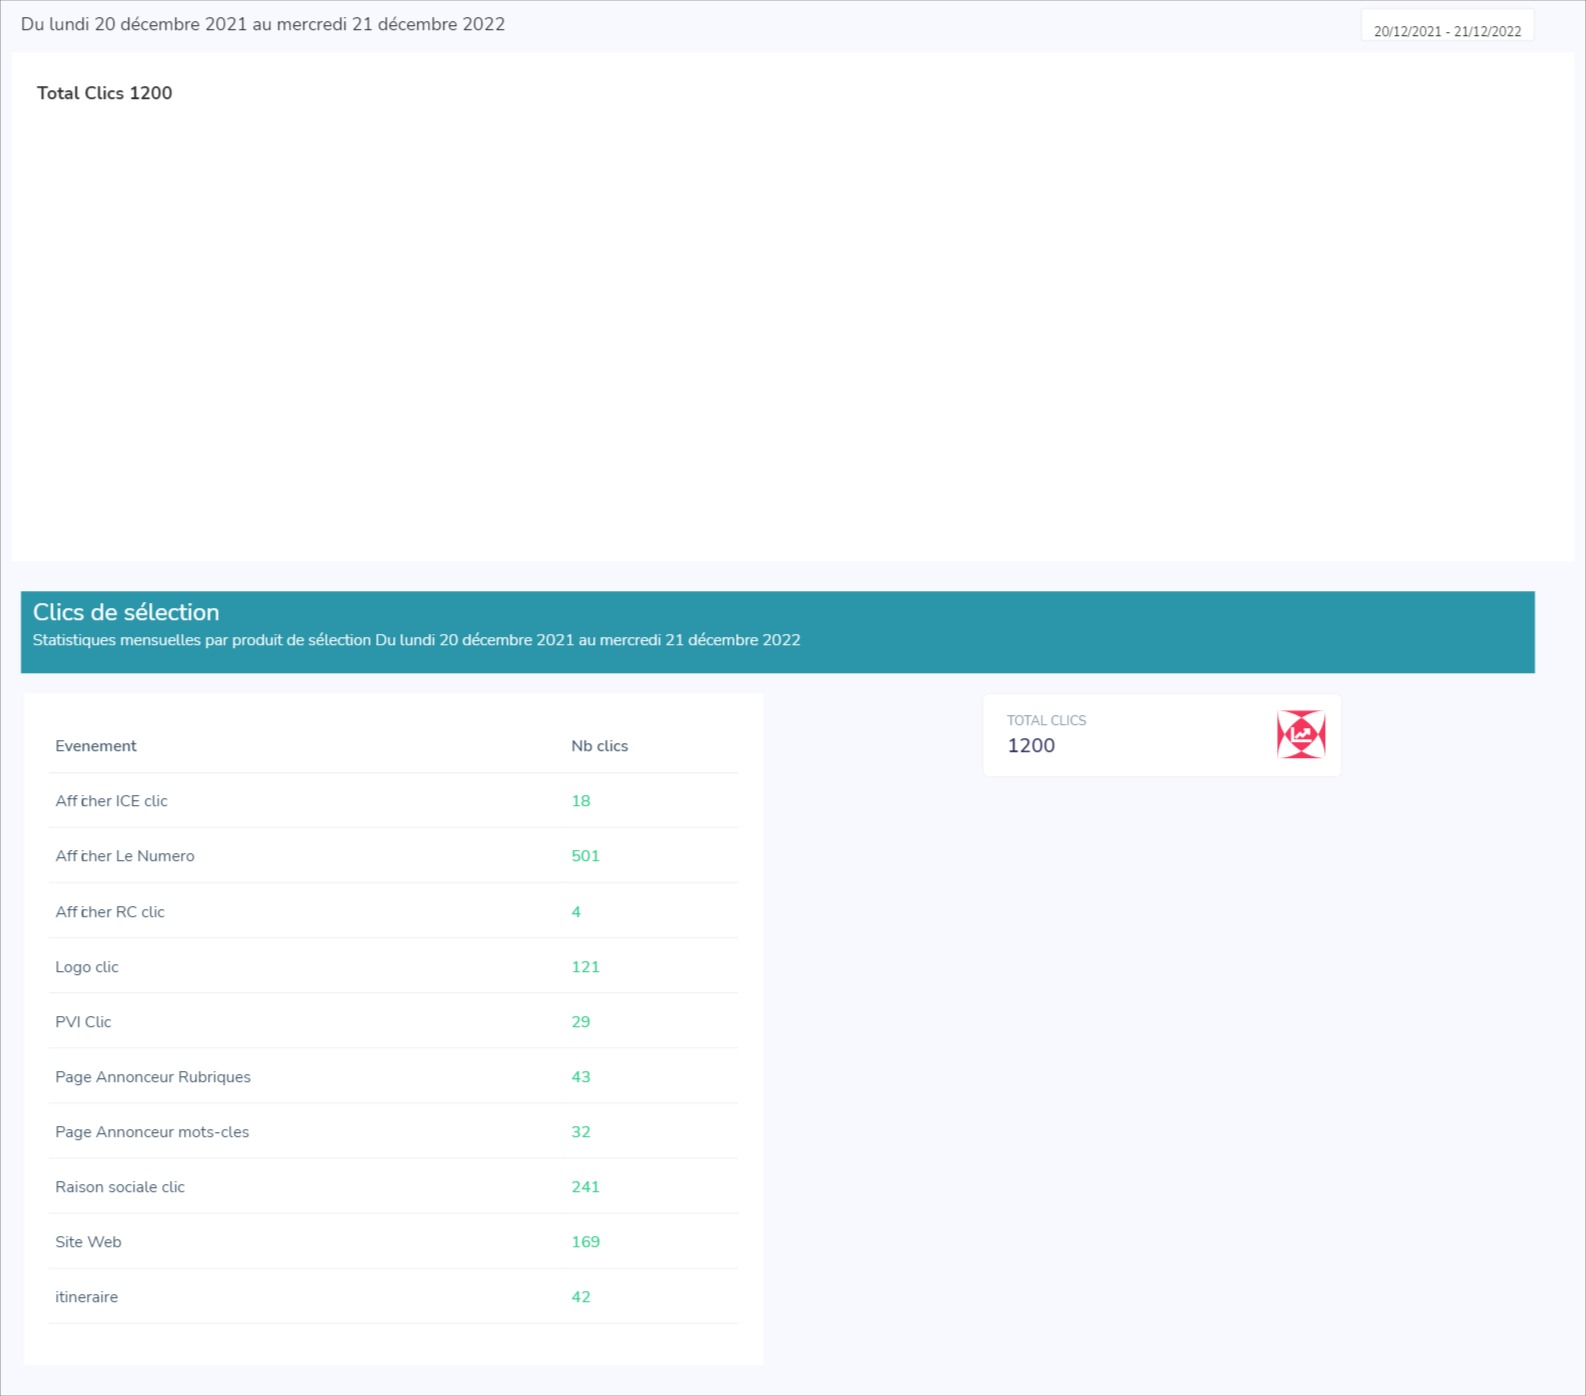 Du lundi 20 décembre 2021 au mercredi 21 décembre 2022
20/12/2021 - 21/12/2022
Total Clics 1200
Clics de sélection
Statistiques mensuelles par produit de sélection Du lundi 20 décembre 2021 au mercredi 21 décembre 2022
Evenement Nb clics
Afficher ICE clic 18
Afficher Le Numero 501
Afficher RC clic 4
Logo clic 121
PVI Clic 29
Page Annonceur Rubriques 43
Page Annonceur mots-cles 32
Raison sociale clic 241
Site Web 169
itineraire 42
TOTAL CLICS
1200